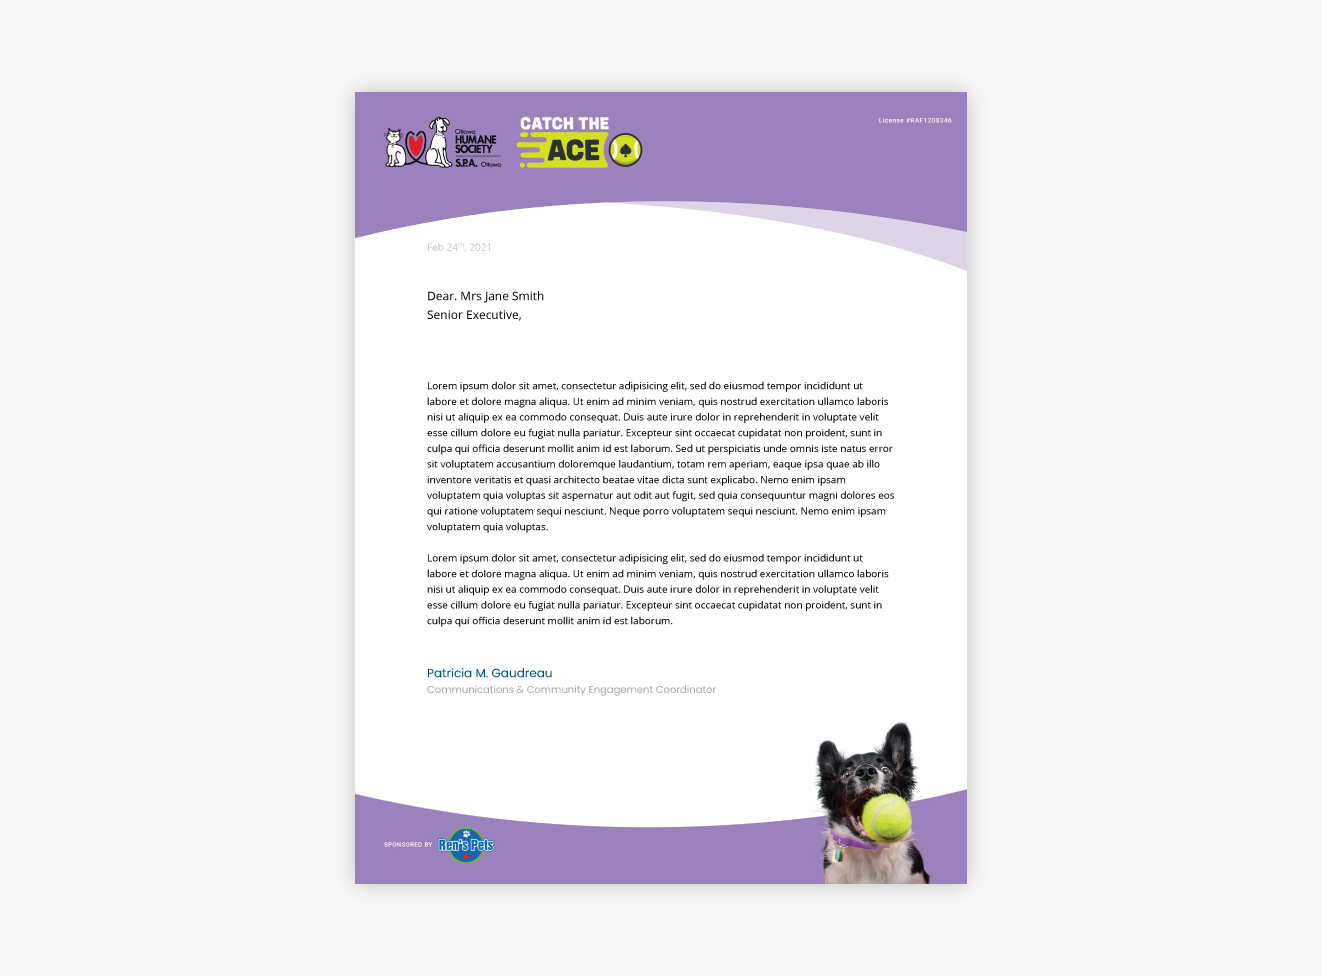 Ottawa
HUMANE
SOCIETY
S.P.A. Ottawa
CATCH THE
ACE
License #RAF1208346
Feb 24th, 2021
Dear. Mrs Jane Smith
Senior Executive,
Lorem ipsum dolor sit amet, consectetur adipisicing elit, sed do eiusmod tempor incididunt ut
labore et dolore magna aliqua. Ut enim ad minim veniam, quis nostrud exercitation ullamco laboris
nisi ut aliquip ex ea commodo consequat. Duis aute irure dolor in reprehenderit in voluptate velit
esse cillum dolore eu fugiat nulla pariatur. Excepteur sint occaecat cupidatat non proident, sunt in
culpa qui officia deserunt mollit anim id est laborum. Sed ut perspiciatis unde omnis iste natus error
sit voluptatem accusantium doloremque laudantium, totam rem aperiam, eaque ipsa quae ab illo
inventore veritatis et quasi architecto beatae vitae dicta sunt explicabo. Nemo enim ipsam
voluptatem quia voluptas sit aspernatur aut odit aut fugit, sed quia consequuntur magni dolores eos
qui ratione voluptatem sequi nesciunt. Neque porro voluptatem sequi nesciunt. Nemo enim ipsam
voluptatem quia voluptas.
Lorem ipsum dolor sit amet, consectetur adipisicing elit, sed do eiusmod tempor incididunt ut
labore et dolore magna aliqua. Ut enim ad minim veniam, quis nostrud exercitation ullamco laboris
nisi ut aliquip ex ea commodo consequat. Duis aute irure dolor in reprehenderit in voluptate velit
esse cillum dolore eu fugiat nulla pariatur. Excepteur sint occaecat cupidatat non proident, sunt in
culpa qui officia deserunt mollit anim id est laborum.
Patricia M. Gaudreau
Communications & Community Engagement Coordinator
SPONSORED BY
Ren's Pets